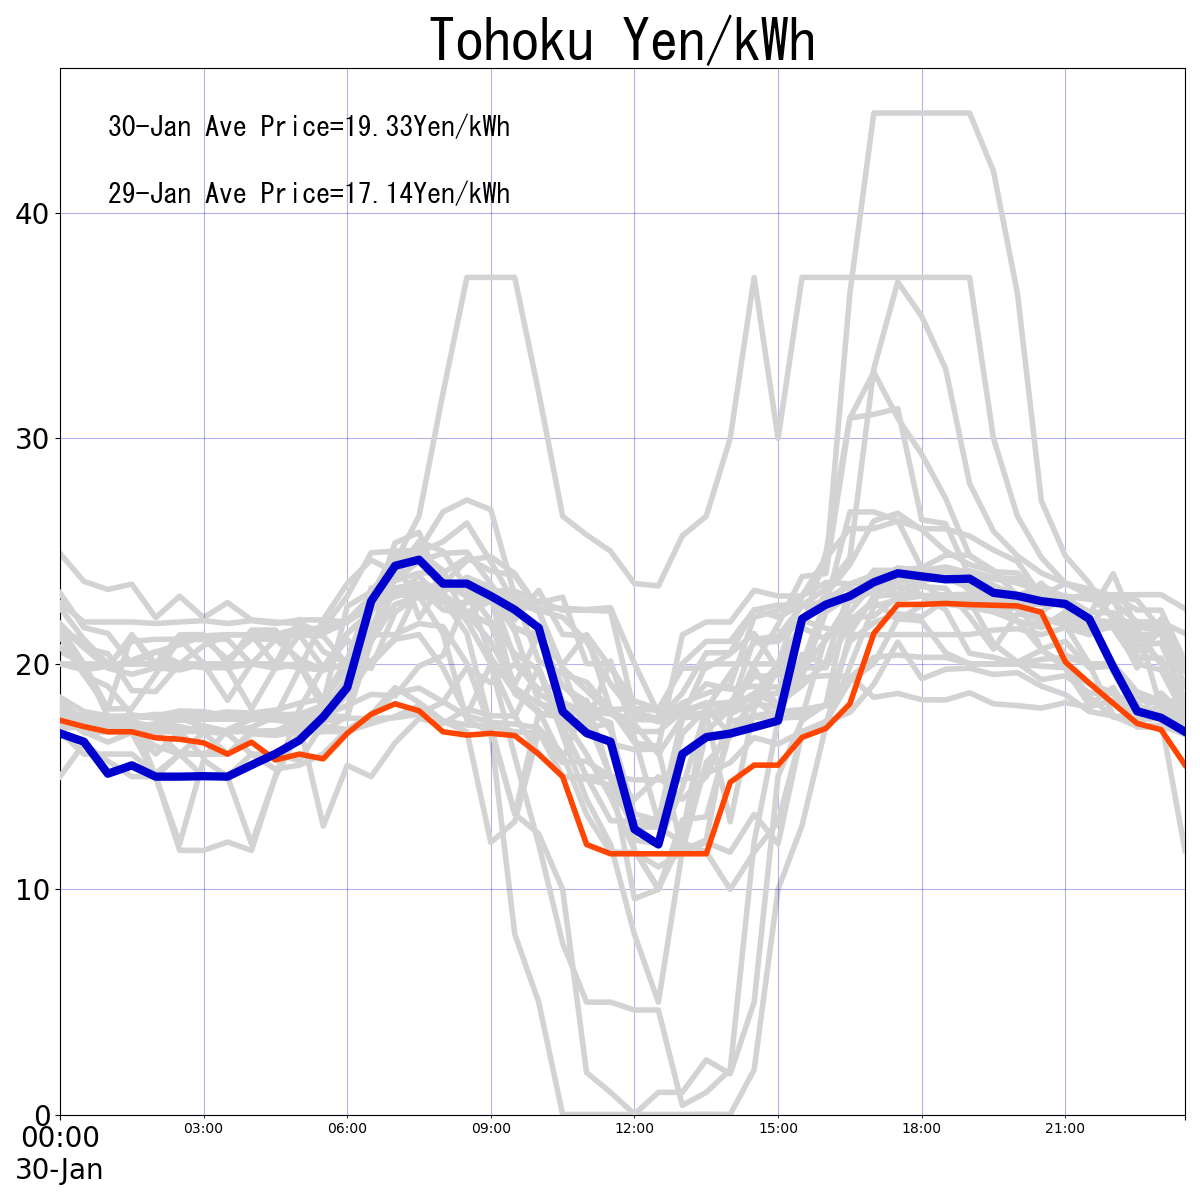 Tohoku Yen/kWh
30-Jan Ave Price=19.33Yen/kWh
29-Jan Ave Price=17.14Yen/kWh
40
30
20
10
0
00:00 03:00 06:00 09:00 12:00 15:00 18:00 21:00
30-Jan